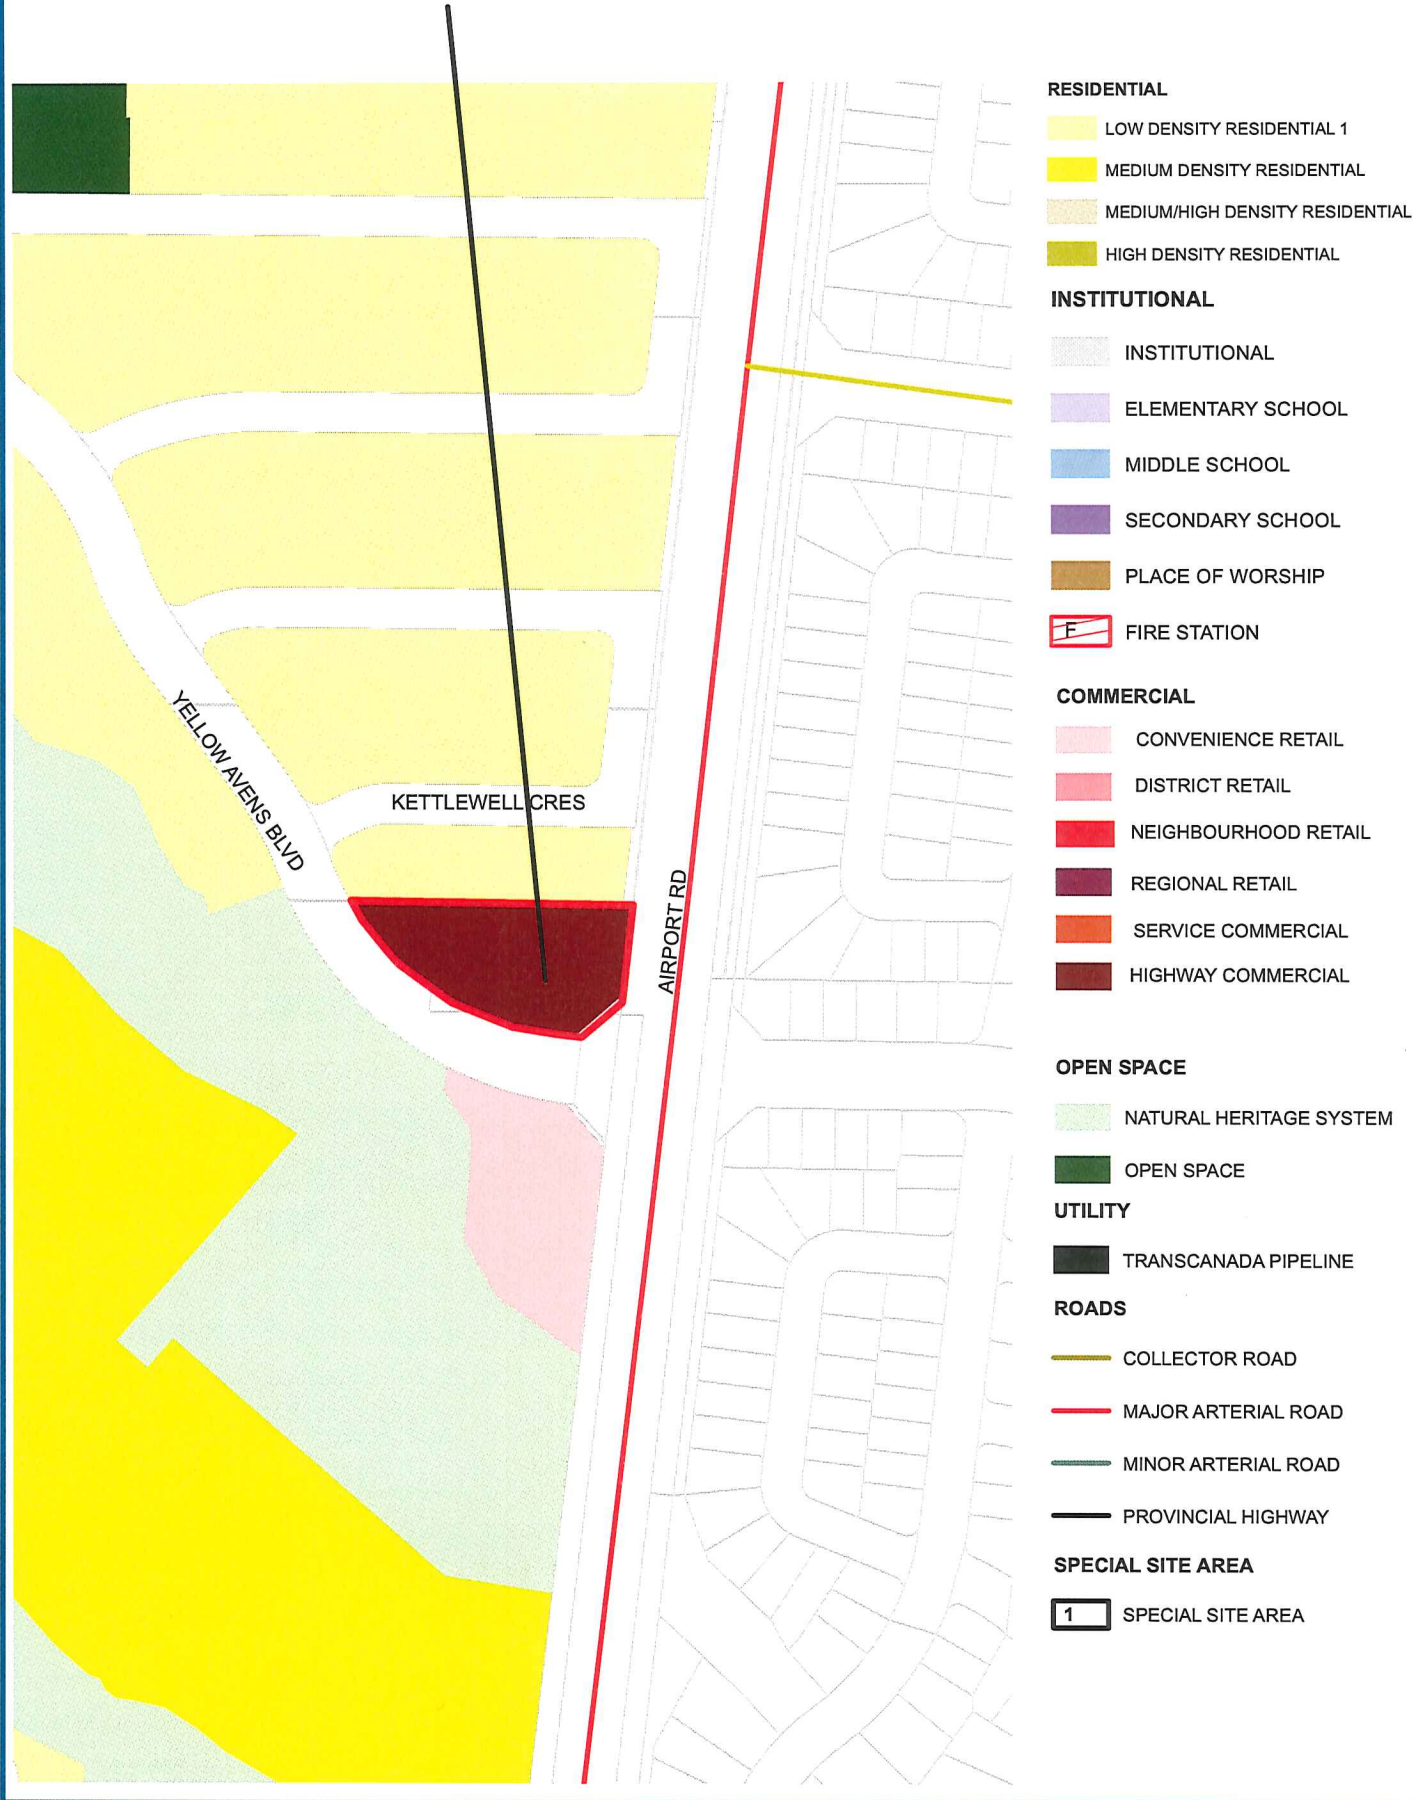 YELLOW AVENS BLVD
KETTLEWELL CRES
AIRPORT RD
RESIDENTIAL
LOW DENSITY RESIDENTIAL 1
MEDIUM DENSITY RESIDENTIAL
MEDIUM/HIGH DENSITY RESIDENTIAL
HIGH DENSITY RESIDENTIAL
INSTITUTIONAL
INSTITUTIONAL
ELEMENTARY SCHOOL
MIDDLE SCHOOL
SECONDARY SCHOOL
PLACE OF WORSHIP
F FIRE STATION
COMMERCIAL
CONVENIENCE RETAIL
DISTRICT RETAIL
NEIGHBOURHOOD RETAIL
REGIONAL RETAIL
SERVICE COMMERCIAL
HIGHWAY COMMERCIAL
OPEN SPACE
NATURAL HERITAGE SYSTEM
OPEN SPACE
UTILITY
TRANSCANADA PIPELINE
ROADS
COLLECTOR ROAD
MAJOR ARTERIAL ROAD
MINOR ARTERIAL ROAD
PROVINCIAL HIGHWAY
SPECIAL SITE AREA
1 SPECIAL SITE AREA